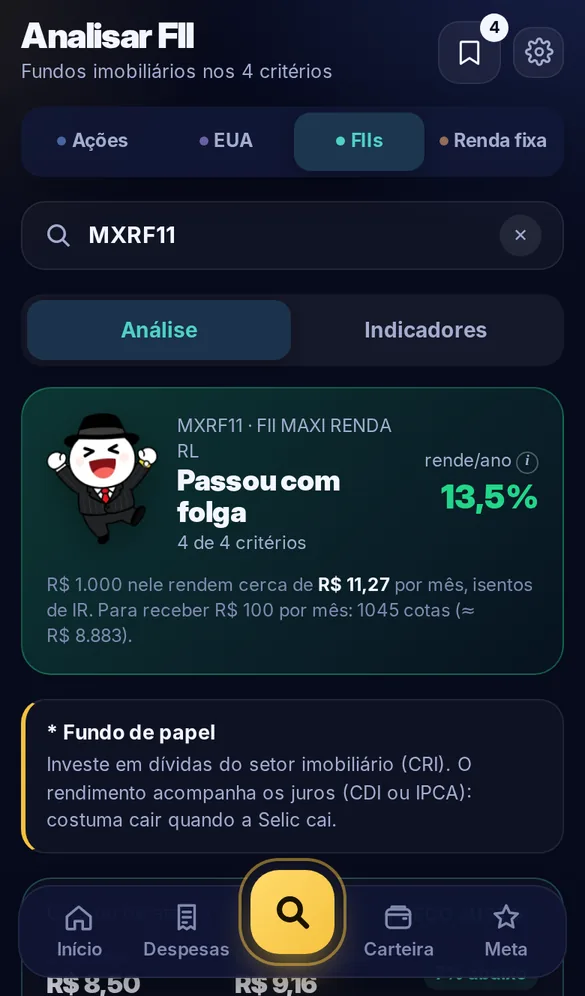 Analisar FII
4
Fundos imobiliários nos 4 critérios
Ações
EUA
FIIs
Renda fixa
MXRF11
Análise
Indicadores
MXRF11 · FII MAXI RENDA
RL
Passou com
folga
4 de 4 critérios
rende/ano i
13,5%
R$ 1.000 nele rendem cerca de R$ 11,27 por mês, isentos
de IR. Para receber R$ 100 por mês: 1045 cotas (≈
R$ 8.883).
* Fundo de papel
Investe em dívidas do setor imobiliário (CRI). O
rendimento acompanha os juros (CDI ou IPCA):
costuma cair quando a Selic cai.
Início
Despesas
Carteira
Meta
R$ 8,50
R$ 9,16